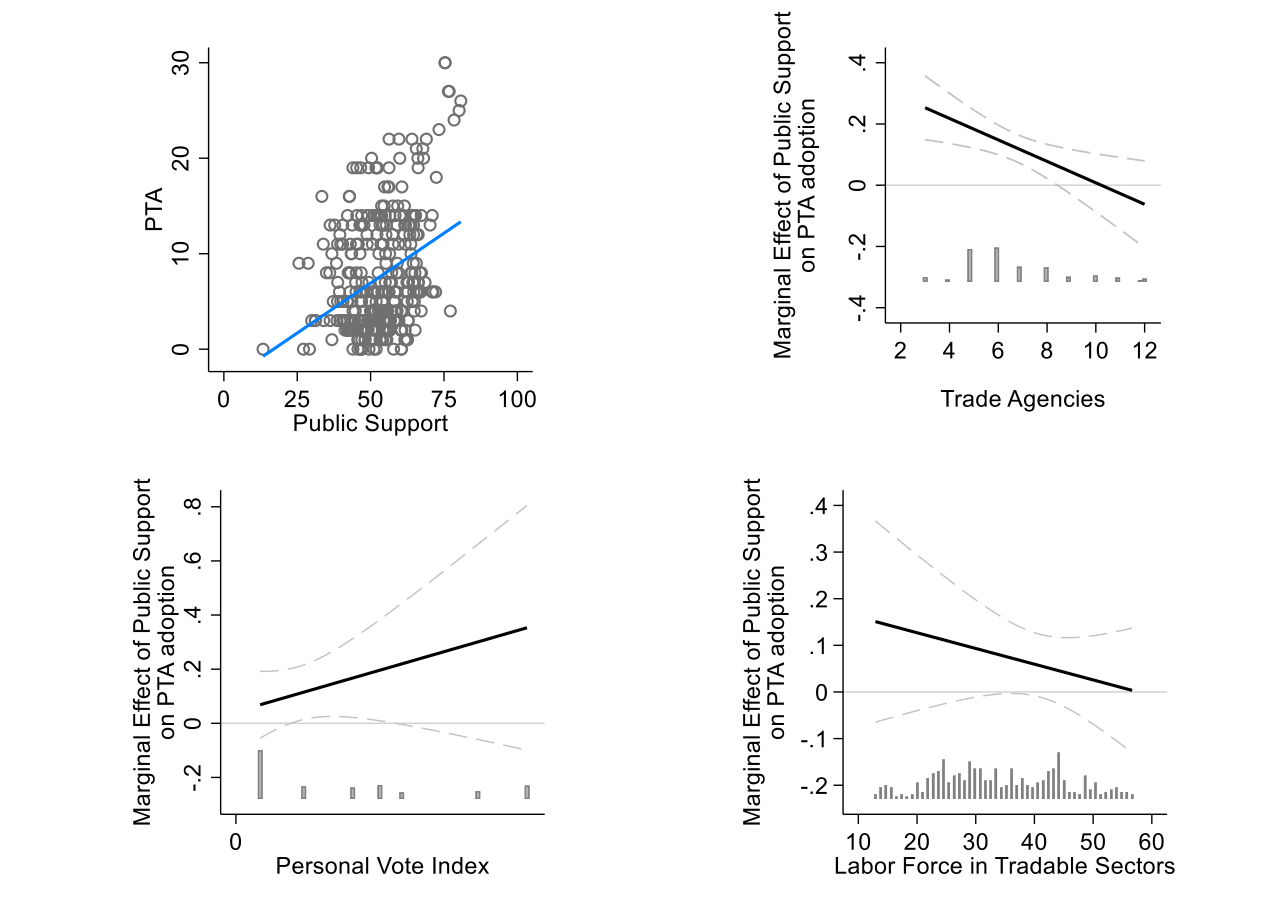 PTA
30
20
10
0
0 25 50 75 100
Public Support
Marginal Effect of Public Support
on PTA adoption
.4
.2
0
-.2
-.4
2 4 6 8 10 12
Trade Agencies
Marginal Effect of Public Support
on PTA adoption
.8
.6
.4
.2
0
-.2
0
Personal Vote Index
Marginal Effect of Public Support
on PTA adoption
.4
.3
.2
.1
0
-.1
-.2
10 20 30 40 50 60
Labor Force in Tradable Sectors